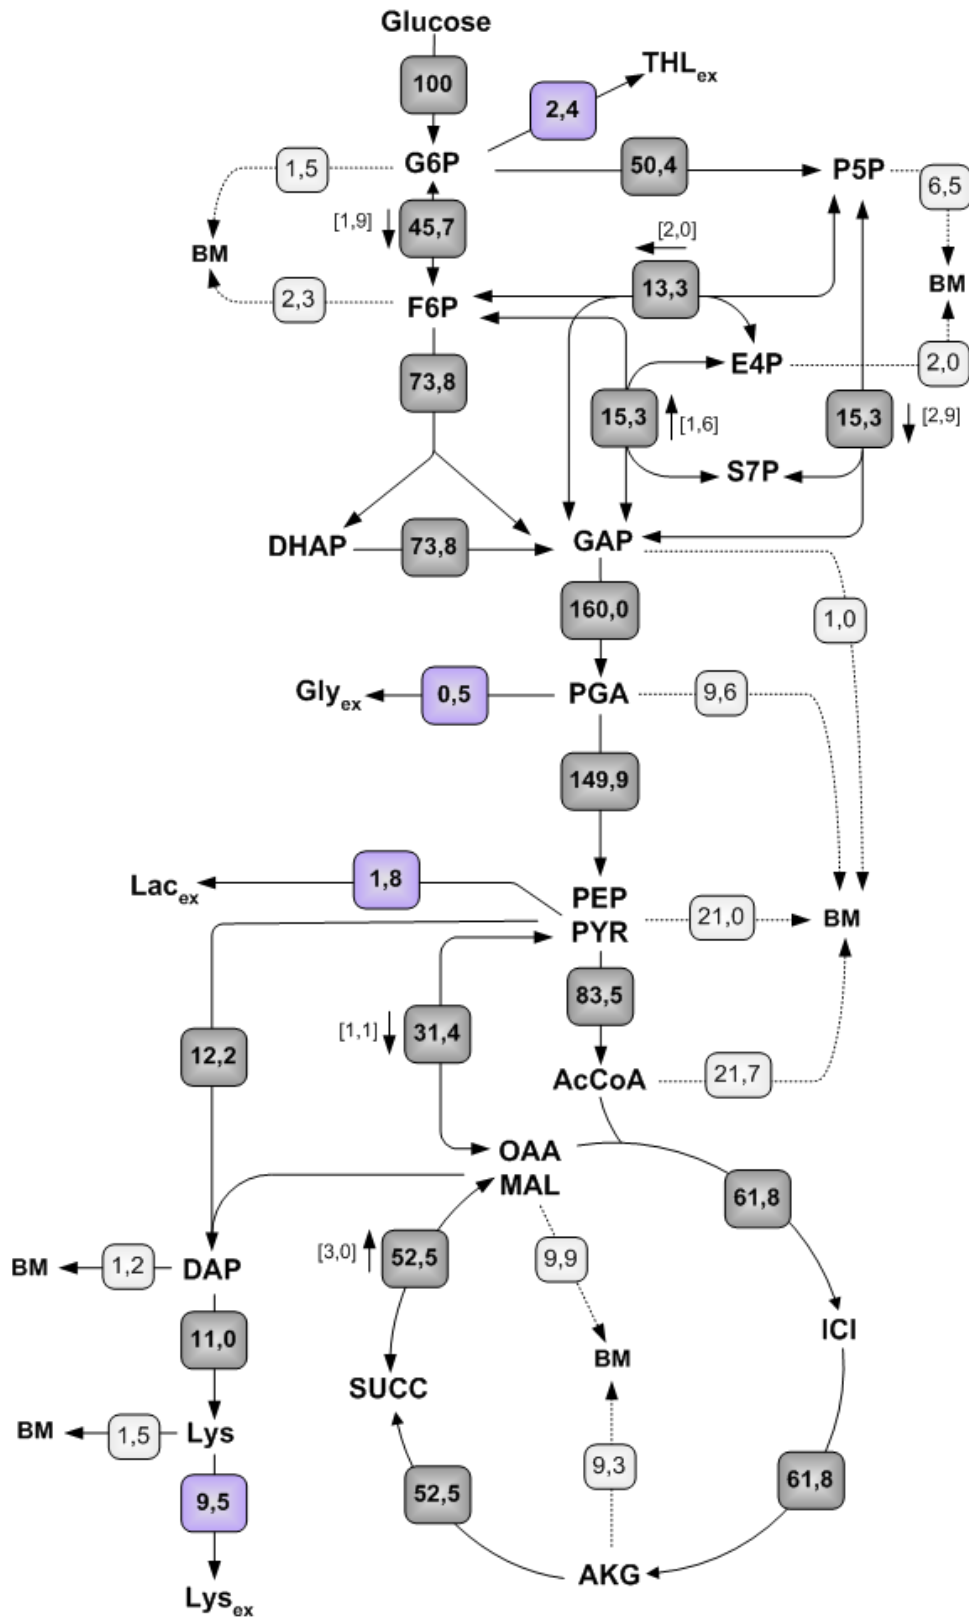 Glucose
100
THLex
2,4
G6P
1,5
50,4
P5P
6,5
[1,9]
45,7
[2,0]
BM
13,3
BM
2,3
F6P
E4P
2,0
73,8
15,3
[1,6]
15,3
[2,9]
S7P
DHAP
73,8
GAP
160,0
1,0
Glyex
0,5
PGA
9,6
149,9
Lacex
1,8
PEP
PYR
21,0
BM
83,5
[1,1]
31,4
12,2
AcCoA
21,7
OAA
MAL
61,8
[3,0]
52,5
9,9
BM
1,2
DAP
11,0
ICI
BM
SUCC
BM
1,5
Lys
9,3
61,8
9,5
52,5
AKG
Lysex